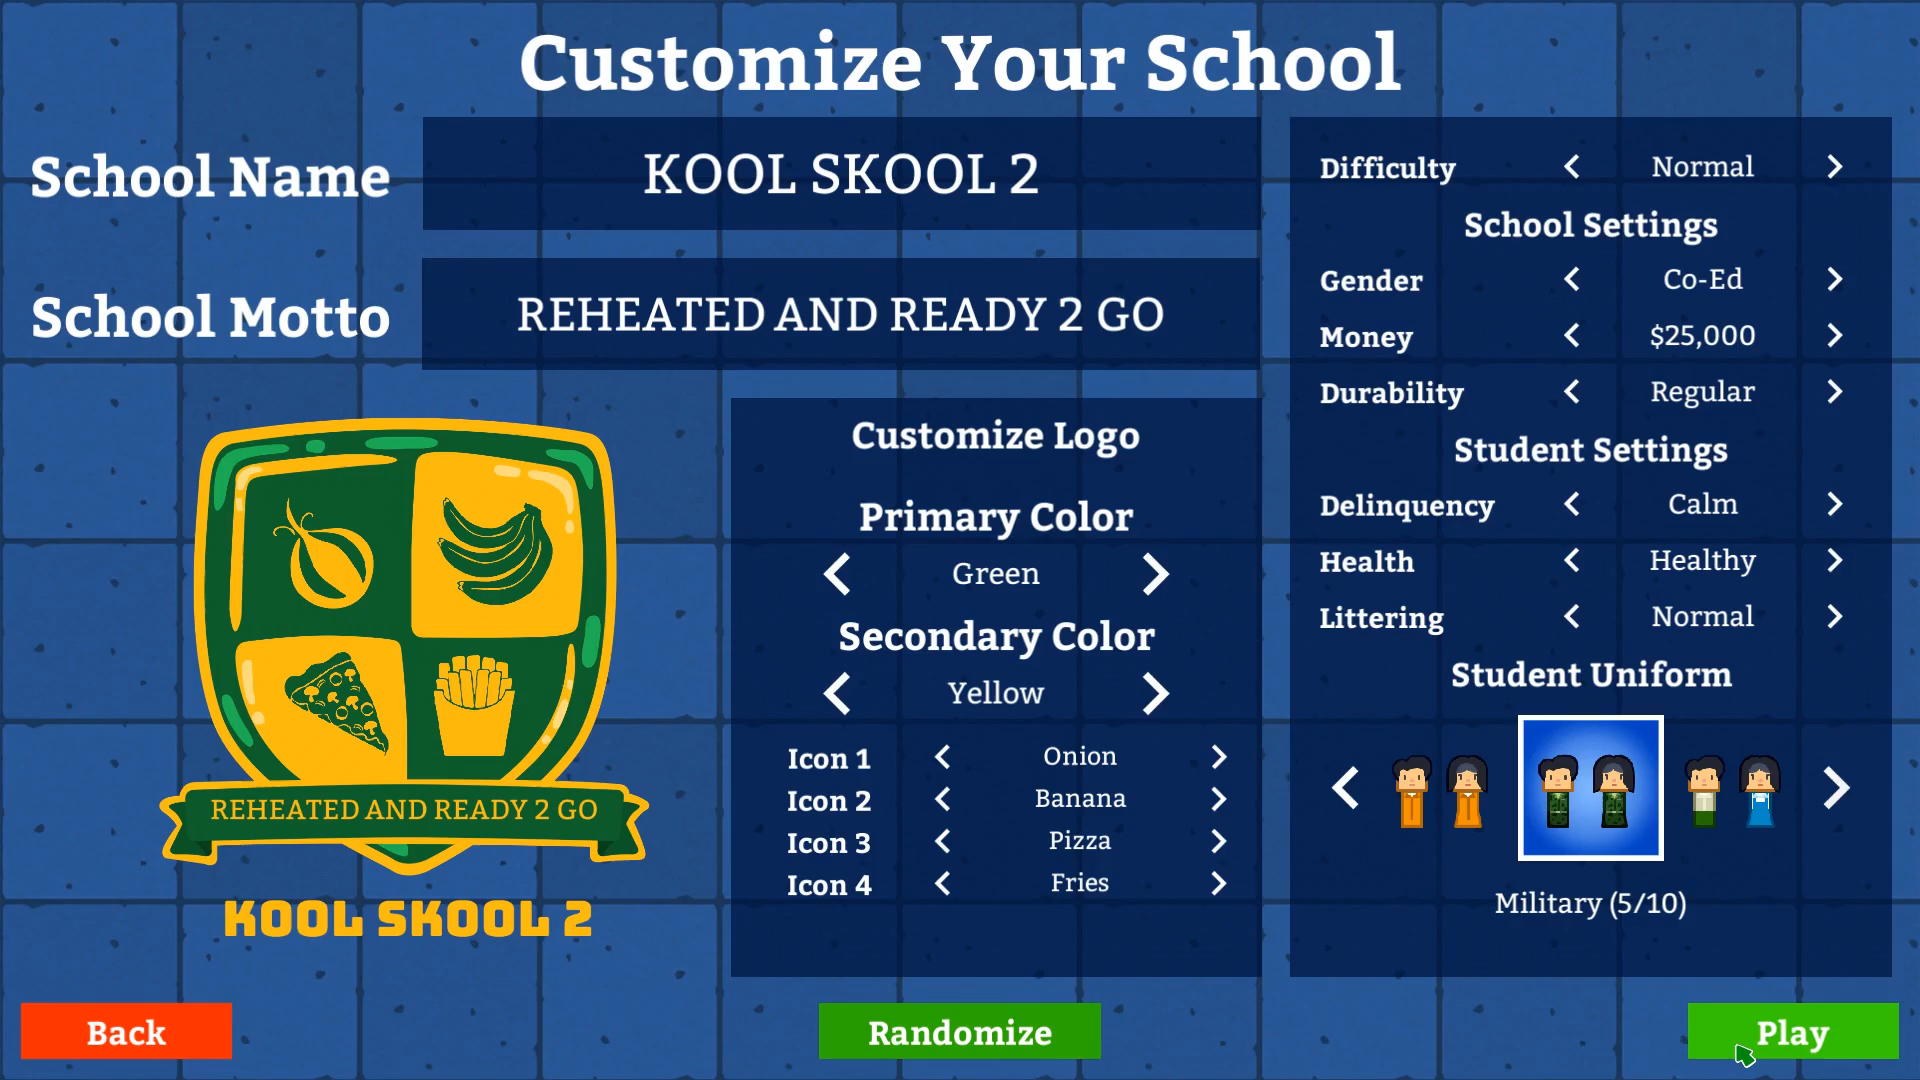 Customize Your School
School Name
KOOL SKOOL 2
School Motto
REHEATED AND READY 2 GO
REHEATED AND READY 2 GO
KOOL SKOOL 2
Customize Logo
Primary Color
Green
Secondary Color
Yellow
Icon 1 Onion
Icon 2 Banana
Icon 3 Pizza
Icon 4 Fries
Difficulty Normal
School Settings
Gender Co-Ed
Money $25,000
Durability Regular
Student Settings
Delinquency Calm
Health Healthy
Littering Normal
Student Uniform
Military (5/10)
Back
Randomize
Play